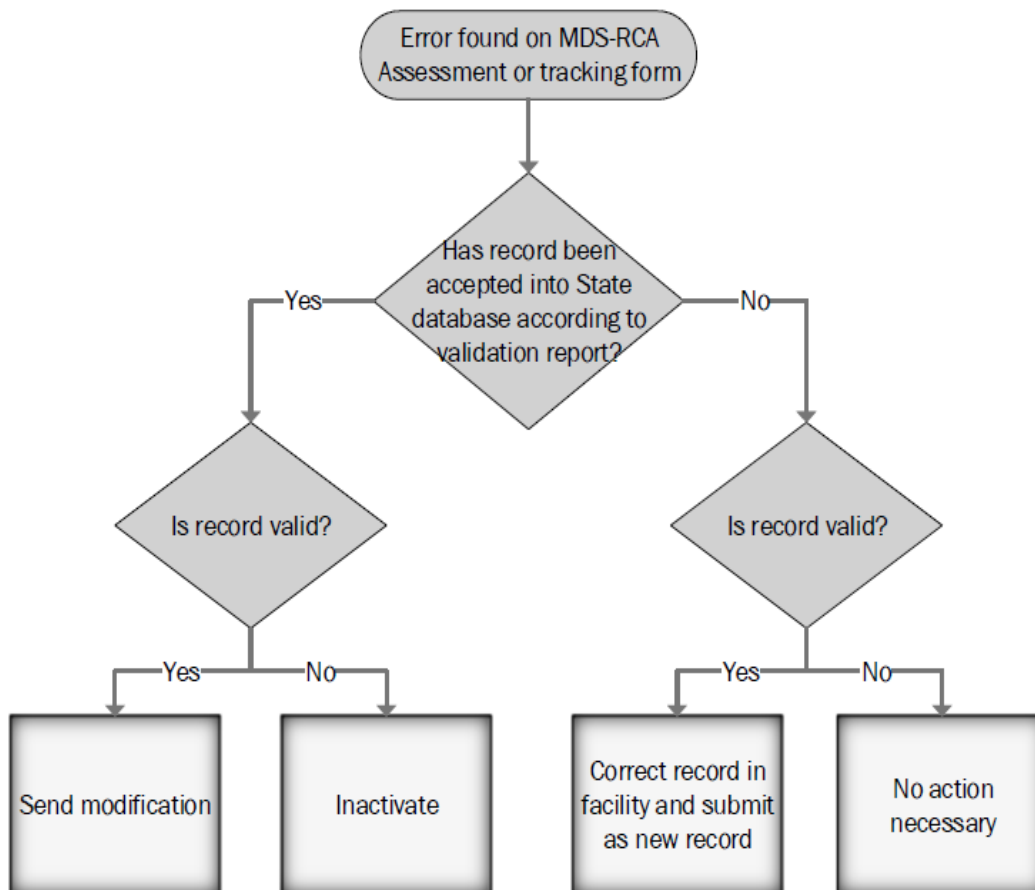 Error found on MDS-RCA
Assessment or tracking form
Has record been
accepted into State
database according to
validation report?
Yes
No
Is record valid?
Is record valid?
Yes
No
Yes
No
Send modification
Inactivate
Correct record in
facility and submit
as new record
No action
necessary